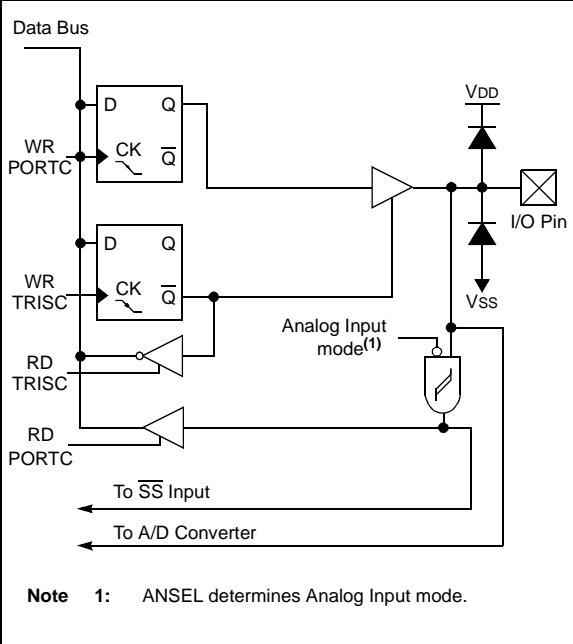 Data Bus
D Q
VDD
WR
PORTC
CK
Q
I/O Pin
D Q
WR
TRISC
CK
Q
VSS
Analog Input
mode(1)
RD
TRISC
RD
PORTC
To SS Input
To A/D Converter
Note 1: ANSEL determines Analog Input mode.